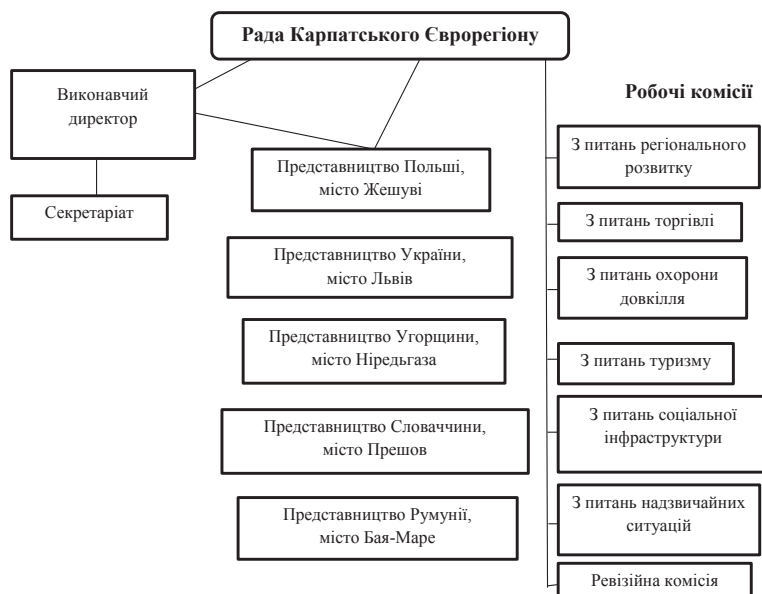 Рада Карпатського Єврорегіону
Виконавчий
директор
Секретаріат
Представництво Польші,
місто Жешуві
Представництво України,
місто Львів
Представництво Угорщини,
місто Ніредьгаза
Представництво Словаччини,
місто Прешов
Представництво Румунії,
місто Бая-Маре
Робочі комісії
З питань регіонального
розвитку
З питань торгівлі
З питань охорони
довкілля
З питань туризму
З питань соціальної
інфраструктури
З питань надзвичайних
ситуацій
Ревізійна комісія